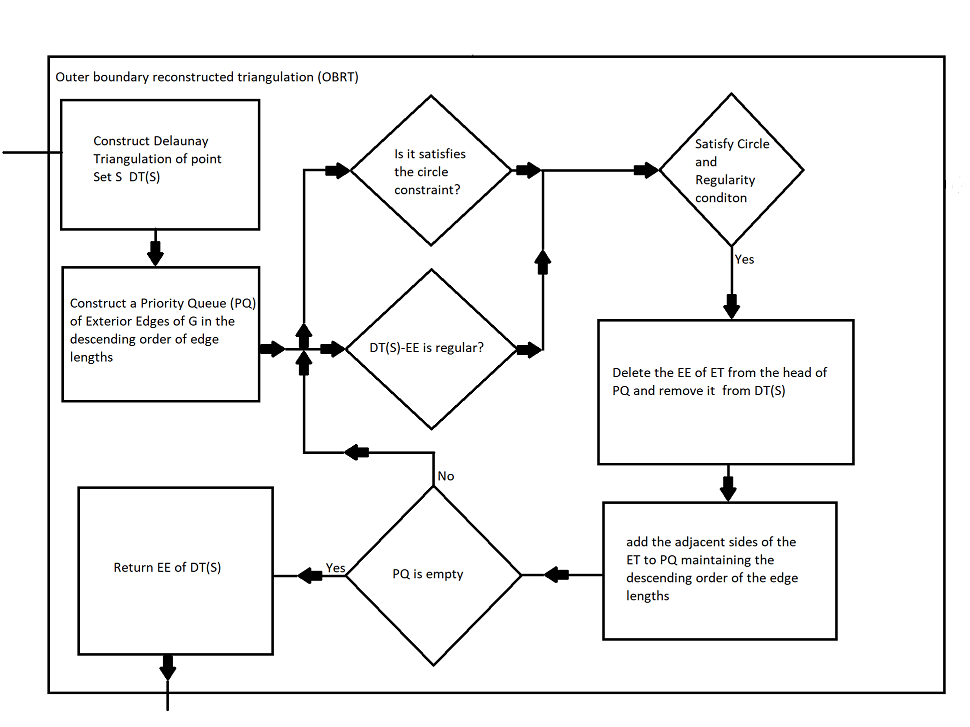 Outer boundary reconstructed triangulation (OBRT)
Construct Delaunay
Triangulation of point
Set S DT(S)
Is it satisfies
the circle
constraint?
Satisfy Circle
and
Regularity
conditon
Yes
Construct a Priority Queue (PQ)
of Exterior Edges of G in the
descending order of edge
lengths
DT(S)-EE is regular?
Delete the EE of ET from the head of
PQ and remove it from DT(S)
No
add the adjacent sides of the
ET to PQ maintaining the
descending order of the edge
lengths
PQ is empty
Yes
Return EE of DT(S)